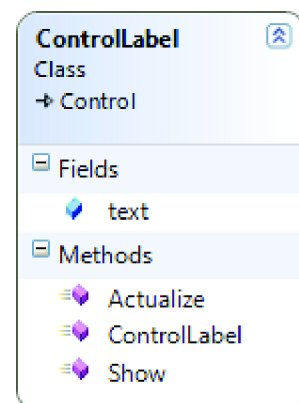 ControlLabel
Class
Control
Fields
text
Methods
Actualize
ControlLabel
Show